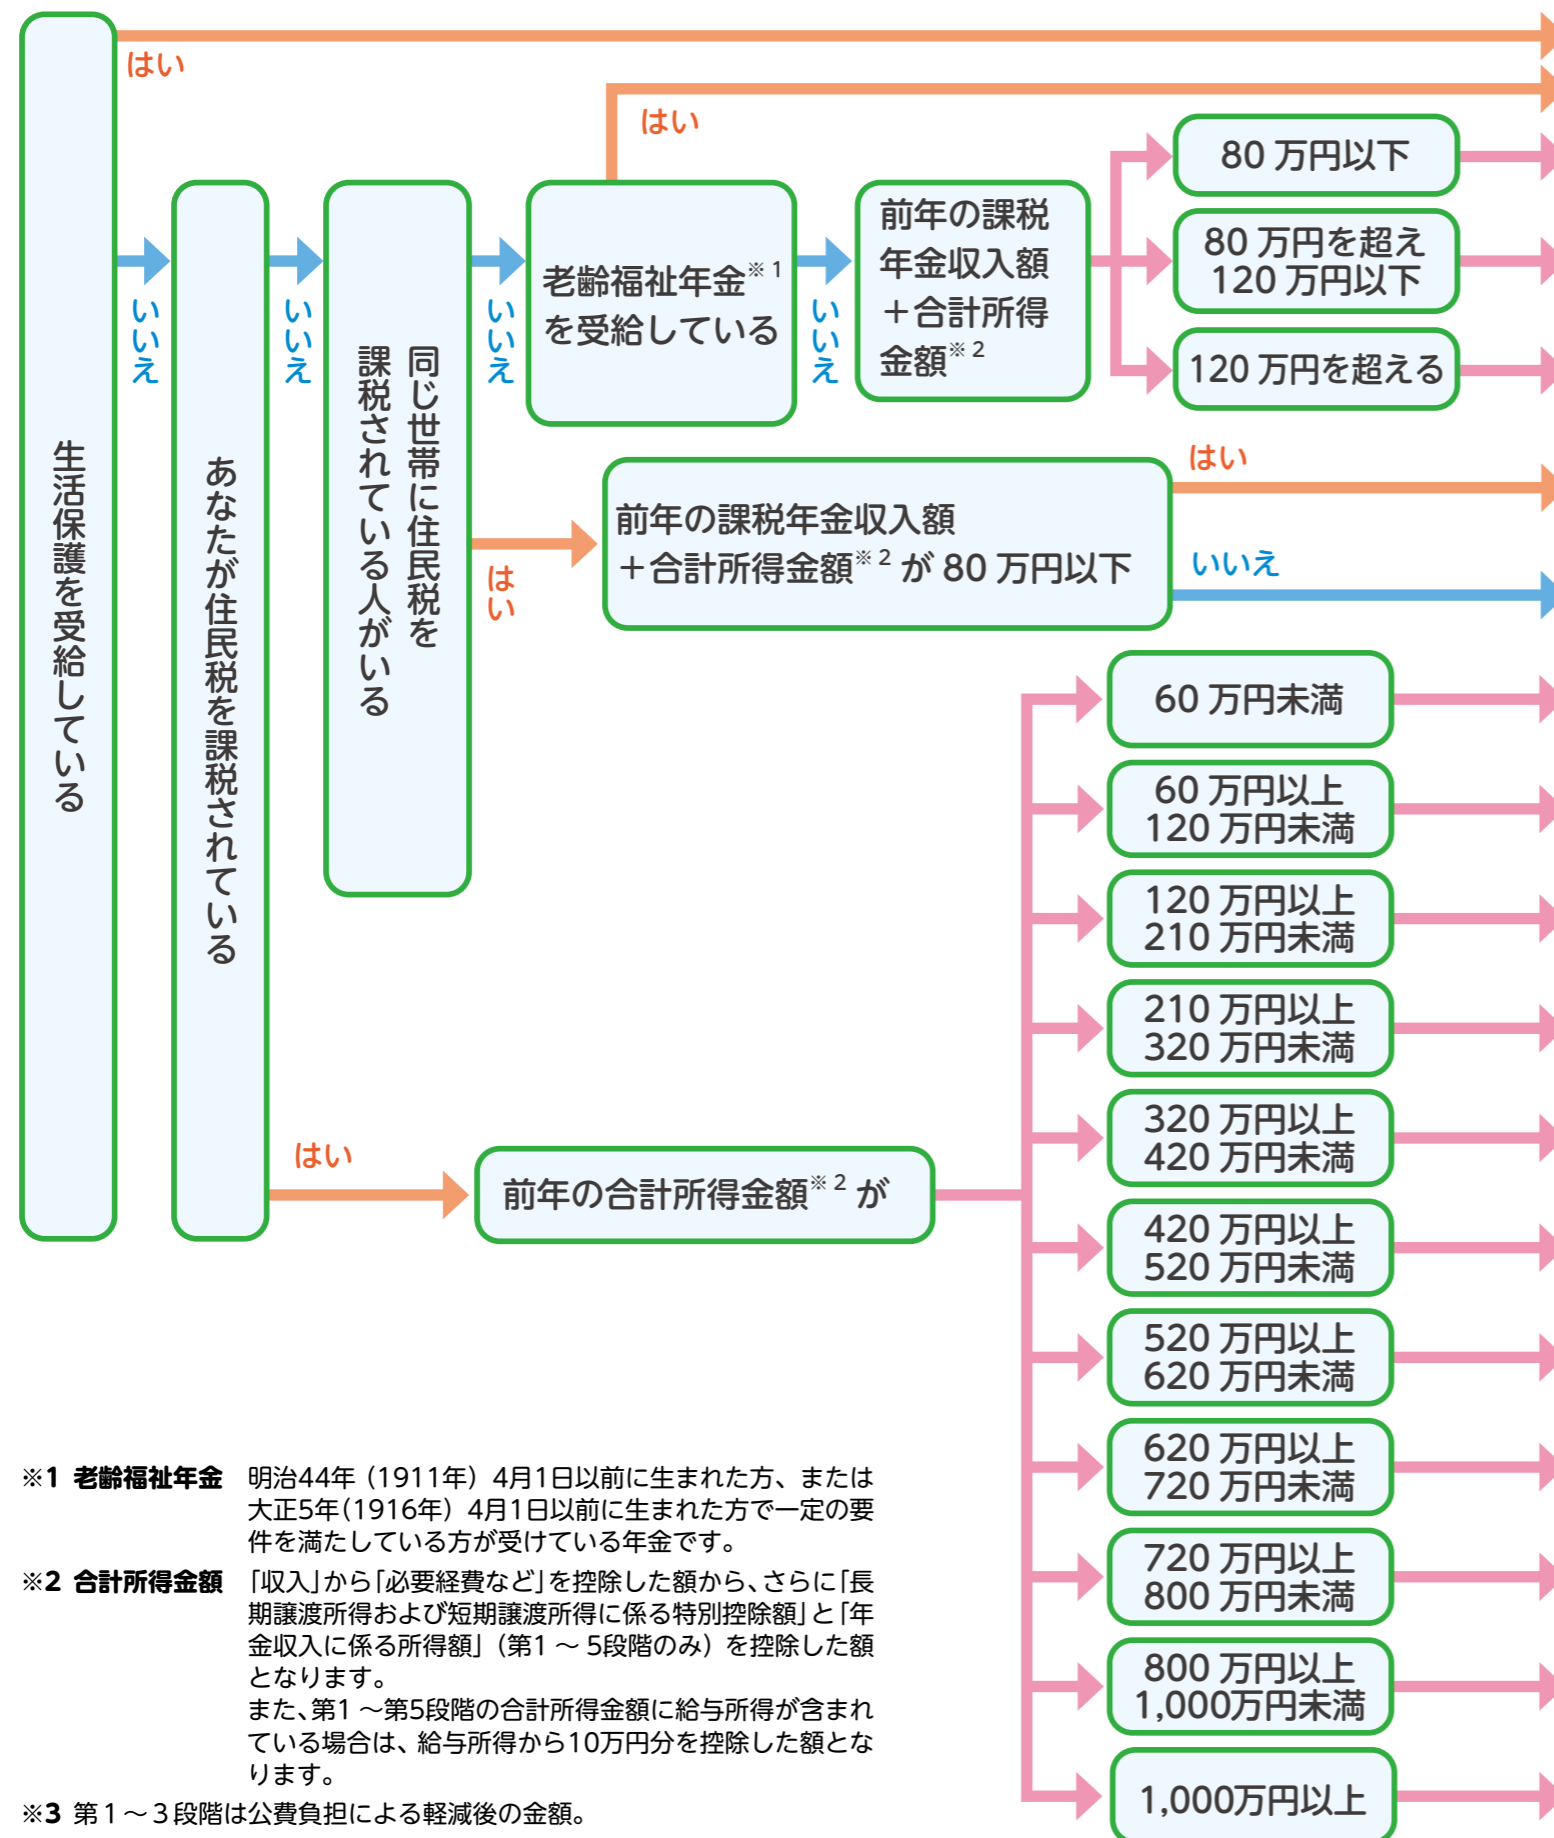 生活保護を受給している
はい
いいえ
あなたが住民税を課税されている
いいえ
同じ世帯に住民税を
課税されている人がいる
いいえ
老齢福祉年金※1
を受給している
はい
いいえ
前年の課税
年金収入額
＋合計所得
金額※2
80 万円以下
80 万円を超え
120 万円以下
120 万円を超える
はい
前年の課税年金収入額
＋合計所得金額※2 が 80 万円以下
はい
いいえ
はい
前年の合計所得金額※2 が
60 万円未満
60 万円以上
120 万円未満
120 万円以上
210 万円未満
210 万円以上
320 万円未満
320 万円以上
420 万円未満
420 万円以上
520 万円未満
520 万円以上
620 万円未満
620 万円以上
720 万円未満
720 万円以上
800 万円未満
800 万円以上
1,000万円未満
1,000万円以上
※1 老齢福祉年金 明治44年（1911年）4月1日以前に生まれた方、または
大正5年（1916年）4月1日以前に生まれた方で一定の要
件を満たしている方が受けている年金です。
※2 合計所得金額 「収入」から「必要経費など」を控除した額から、さらに「長
期譲渡所得および短期譲渡所得に係る特別控除額」と「年
金収入に係る所得額」（第1～5段階のみ）を控除した額
となります。
また、第1～第5段階の合計所得金額に給与所得が含まれ
ている場合は、給与所得から10万円分を控除した額とな
ります。
※3 第1～3段階は公費負担による軽減後の金額。